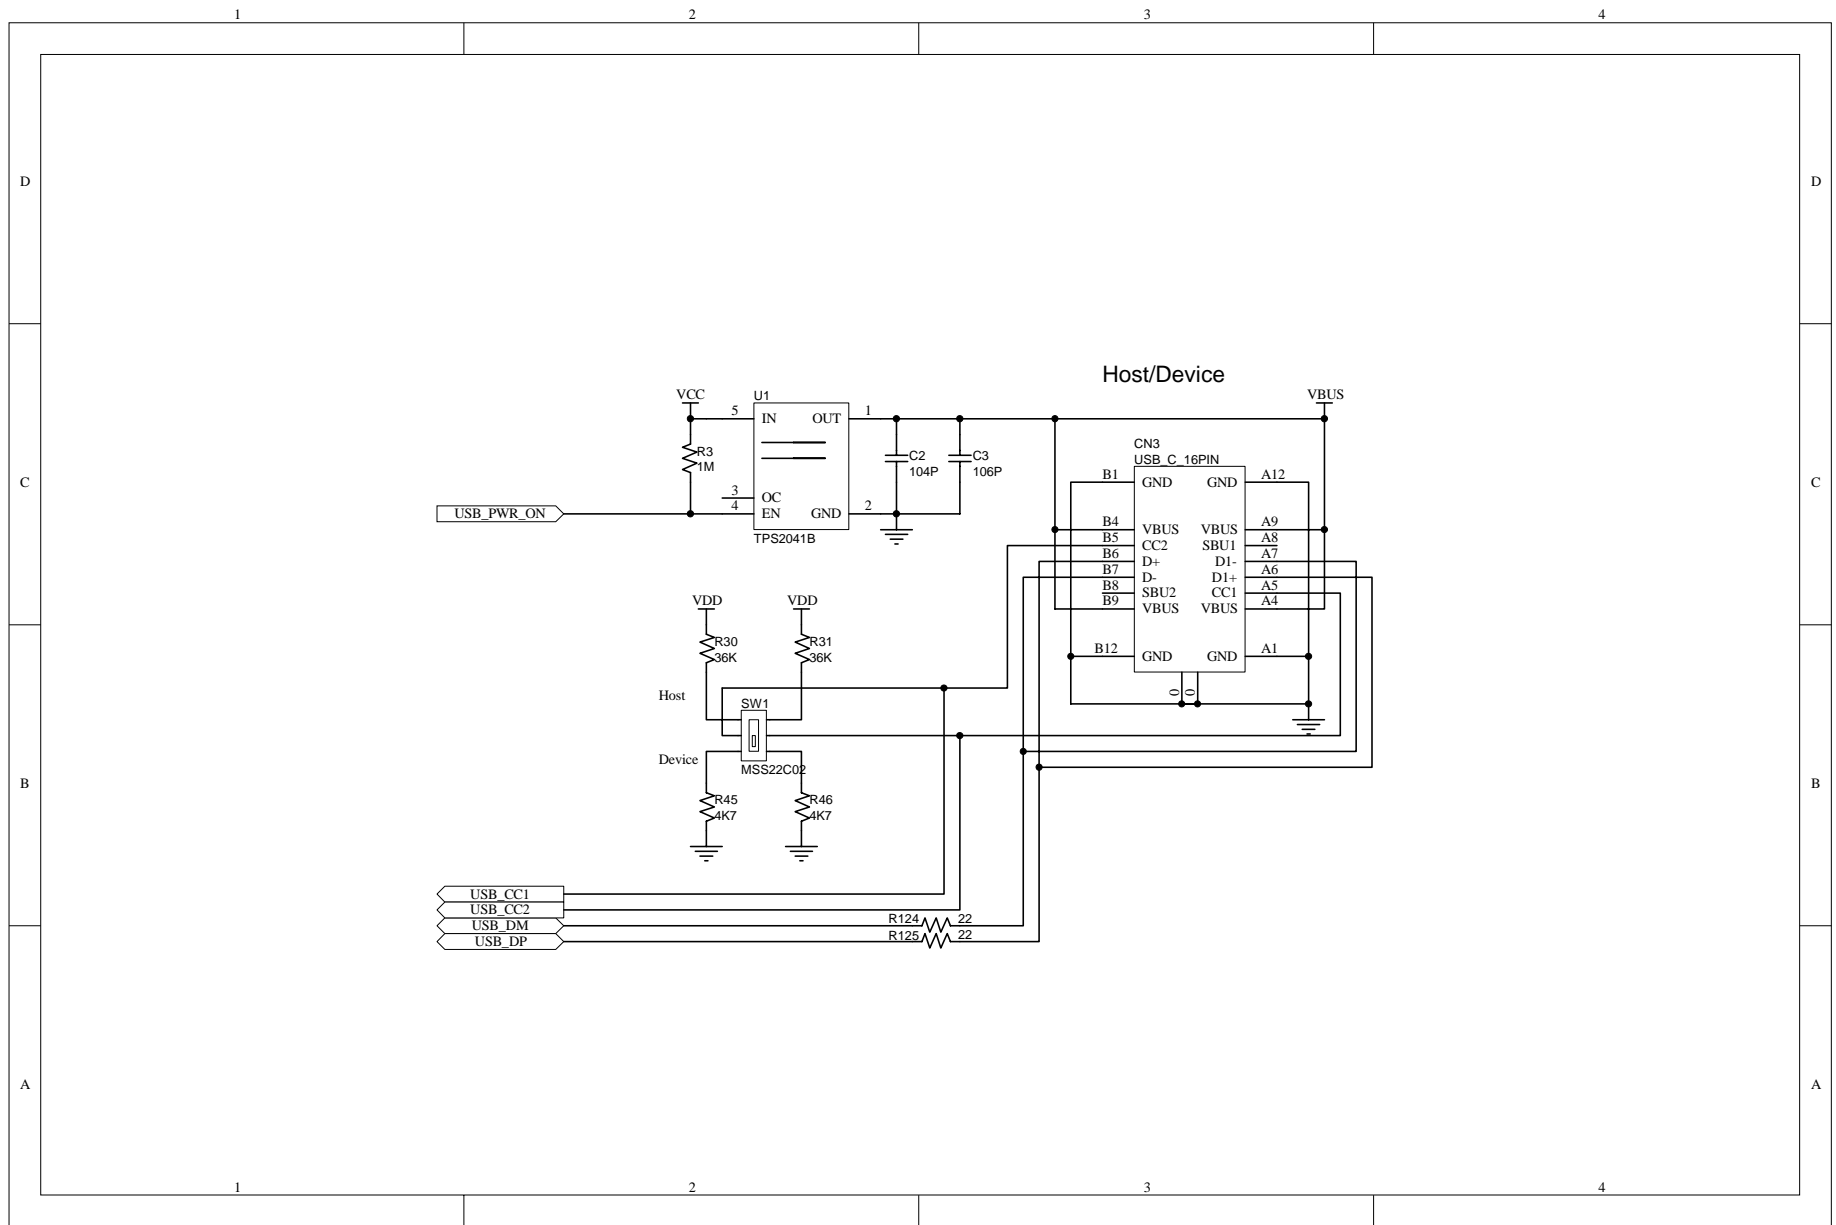 1 2 3 4
D D
Host/Device
VCC U1 VBUS
5 IN OUT 1
CN3
R3 C2 C3 USB_C_16PIN
1M 104P 106P
B1 GND GND A12
C C
3 OC
USB_PWR_ON 4 EN GND 2
TPS2041B
B4 VBUS VBUS A9
B5 CC2 SBU1 A8
B6 D+ D1- A7
B7 D- D1+ A6
B8 SBU2 CC1 A5
B9 VBUS VBUS A4
VDD VDD
R30 R31
36K 36K
B12 GND GND A1
0 0
Host
SW1
Device
MSS22C02
B B
R45 R46
4K7 4K7
USB_CC1
USB_CC2
USB_DM R124 22
USB_DP R125 22
A A
1 2 3 4